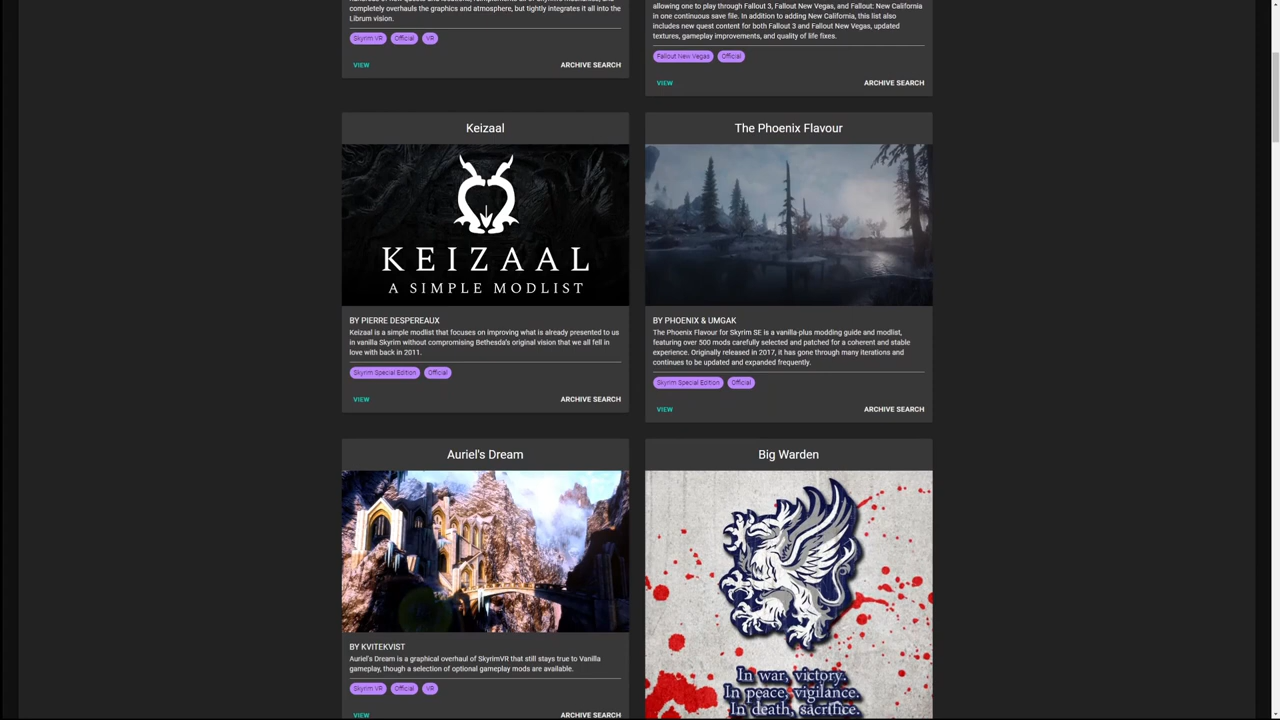 completely overhauls the graphics and atmosphere, but tightly integrates it all into the
Librum vision.
Skyrim VR
Official
VR
VIEW
ARCHIVE SEARCH
allowing one to play through Fallout 3, Fallout New Vegas, and Fallout: New California
in one continuous save file. In addition to adding New California, this list also
includes new quest content for both Fallout 3 and Fallout New Vegas, updated
textures, gameplay improvements, and quality of life fixes.
Fallout New Vegas
Official
VIEW
ARCHIVE SEARCH
Keizaal
KEIZAAL
A SIMPLE MODLIST
BY PIERRE DESPEREAUX
Keizaal is a simple modlist that focuses on improving what is already presented to us
in vanilla Skyrim without compromising Bethesda's original vision that we all fell in
love with back in 2011.
Skyrim Special Edition
Official
VIEW
ARCHIVE SEARCH
The Phoenix Flavour
BY PHOENIX & UMGAK
The Phoenix Flavour for Skyrim SE is a vanilla-plus modding guide and modlist,
featuring over 500 mods carefully selected and patched for a coherent and stable
experience. Originally released in 2017, it has gone through many iterations and
continues to be updated and expanded frequently.
Skyrim Special Edition
Official
VIEW
ARCHIVE SEARCH
Auriel's Dream
BY KVITEKVIST
Auriel's Dream is a graphical overhaul of SkyrimVR that still stays true to Vanilla
gameplay, though a selection of optional gameplay mods are available.
Skyrim VR
Official
VR
VIEW
ARCHIVE SEARCH
Big Warden
In war, victory.
In peace, vigilance.
In death, sacrifice.